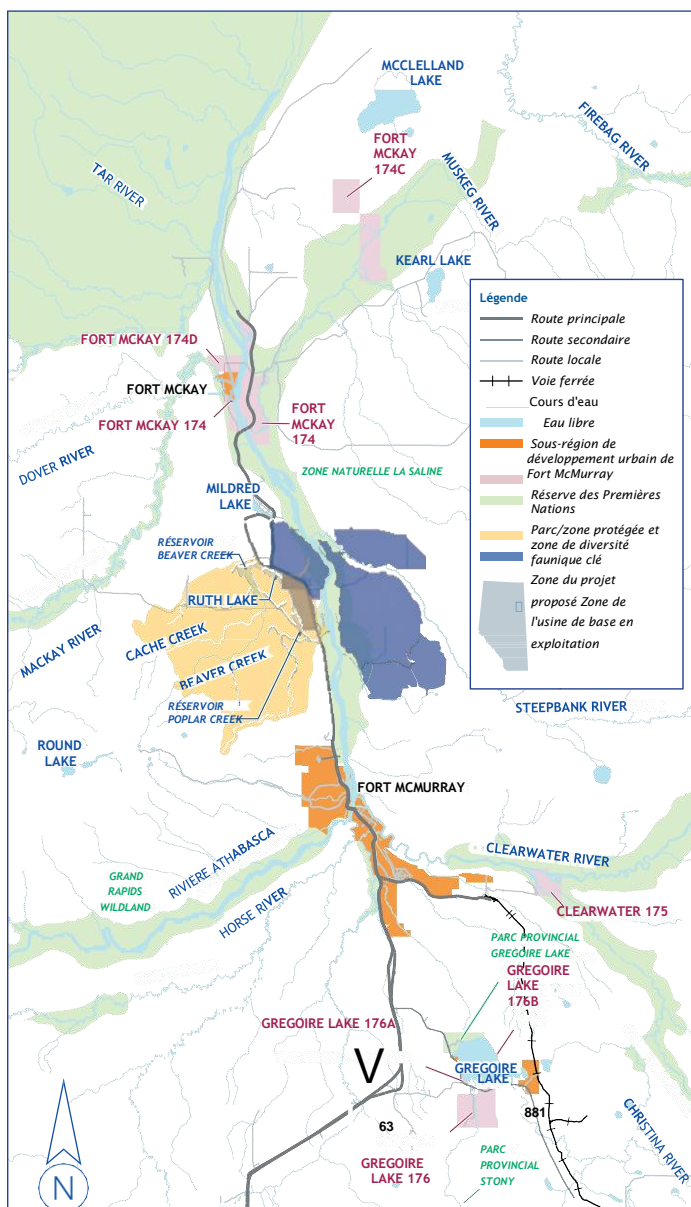 MCCLELLAND
LAKE
FIREBAG RIVER
FORT
MCKAY
174C
MUSKEG RIVER
TAR RIVER
KEARL LAKE
Légende
Route principale
Route secondaire
Route locale
Voie ferrée
Cours d'eau
Eau libre
Sous-région de
développement urbain de
Fort McMurray
Réserve des Premières
Nations
Parc/zone protégée et
zone de diversité
faunique clé
Zone du projet
proposé Zone de
l'usine de base en
exploitation
FORT MCKAY 174D
FORT MCKAY
FORT MCKAY 174
FORT
MCKAY
174
DOVER RIVER
ZONE NATURELLE LA SALINE
MILDRED
LAKE
RÉSERVOIR
BEAVER CREEK
RUTH LAKE
MACKAY RIVER
CACHE CREEK
BEAVER CREEK
RÉSERVOIR
POPLAR CREEK
STEEPBANK RIVER
ROUND
LAKE
FORT MCMURRAY
RIVIERE ATHABASCA
CLEARWATER RIVER
GRAND
RAPIDS
WILDLAND
HORSE RIVER
CLEARWATER 175
PARC PROVINCIAL
GREGOIRE LAKE
GREGOIRE
LAKE
176B
GREGOIRE LAKE 176A
V
GREGOIRE
LAKE
63
881
CHRISTINA RIVER
GREGOIRE
LAKE 176
PARC
PROVINCIAL
STONY
N